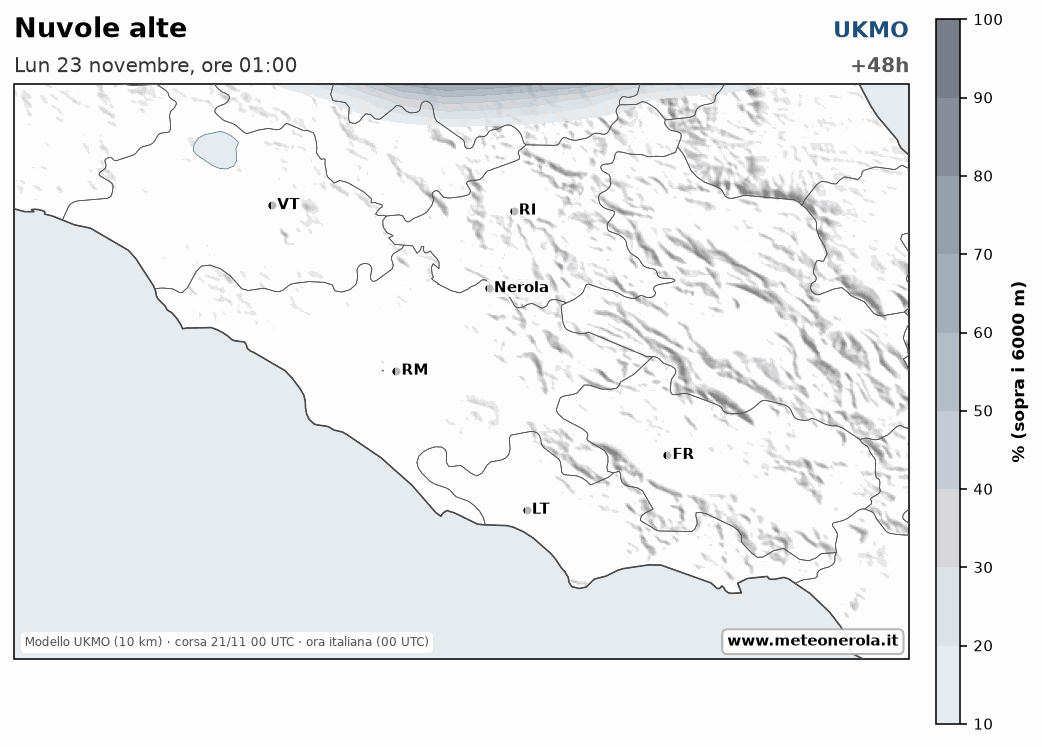 Nuvole alte
UKMO
Lun 23 novembre, ore 01:00
+48h
100
90
80
70
60
50
40
30
20
10
% (sopra i 6000 m)
VT
RI
Nerola
RM
FR
LT
Modello UKMO (10 km) · corsa 21/11 00 UTC · ora italiana (00 UTC)
www.meteonerola.it